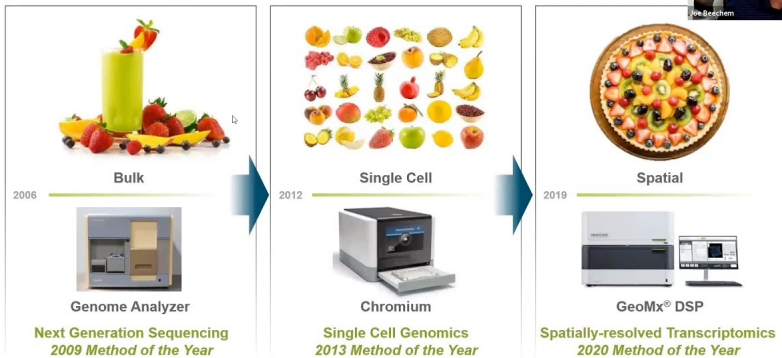 Joe Beechem
Bulk
Single Cell
Spatial
2006
2012
2019
Genome Analyzer
Chromium
GeoMx® DSP
Next Generation Sequencing
2009 Method of the Year
Single Cell Genomics
2013 Method of the Year
Spatially-resolved Transcriptomics
2020 Method of the Year